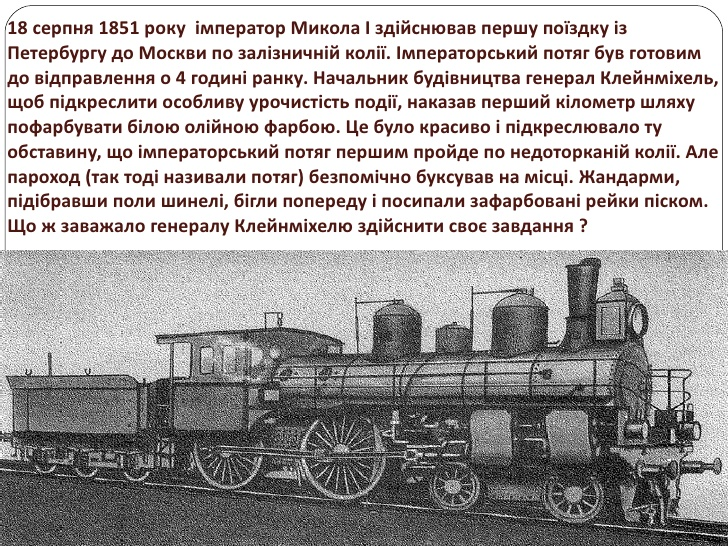 18 серпня 1851 року  імператор Микола І здійснював першу поїздку із
Петербургу до Москви по залізничній колії. Імператорський потяг був готовим
до відправлення о 4 годині ранку. Начальник будівництва генерал Клейнміхель,
щоб підкреслити особливу урочистість події, наказав перший кілометр шляху
пофарбувати білою олійною фарбою. Це було красиво і підкреслювало ту
обставину, що імператорський потяг першим пройде по недоторканій колії. Але
пароход (так тоді називали потяг) безпомічно буксував на місці. Жандарми,
підібравши поли шинелі, бігли попереду і посипали зафарбовані рейки піском.
Що ж заважало генералу Клейнміхелю здійснити своє завдання ?